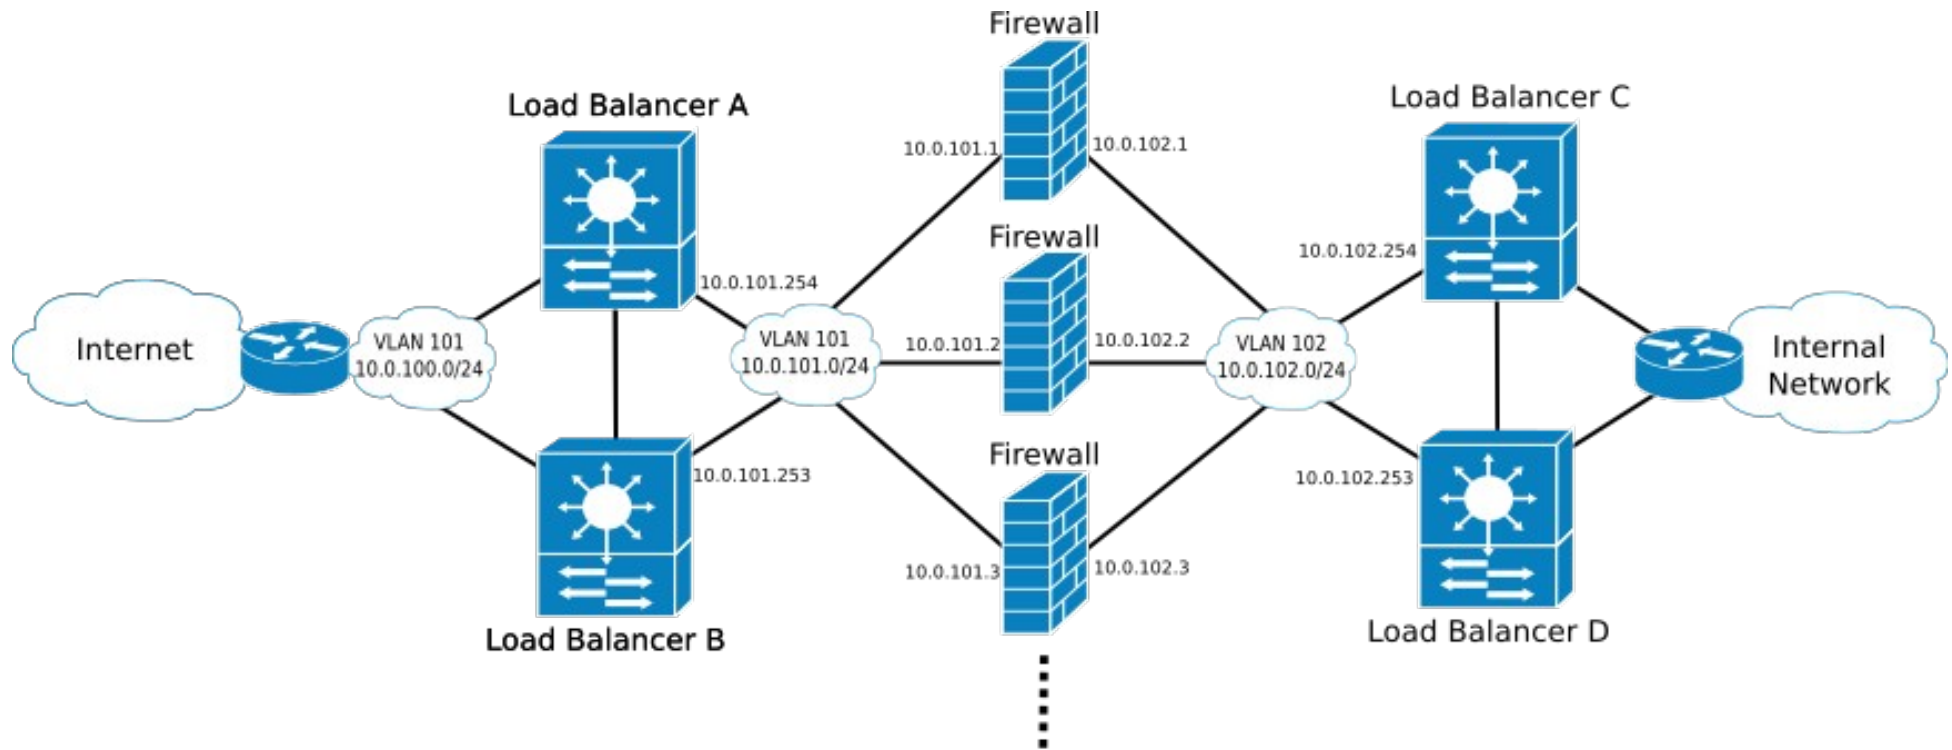 Firewall
Load Balancer A
Load Balancer C
10.0.101.1
10.0.102.1
Firewall
10.0.102.254
10.0.101.254
Internet
VLAN 101
10.0.100.0/24
VLAN 101
10.0.101.0/24
10.0.101.2
10.0.102.2
VLAN 102
10.0.102.0/24
Internal
Network
Firewall
10.0.101.253
10.0.102.253
10.0.101.3
10.0.102.3
Load Balancer B
Load Balancer D